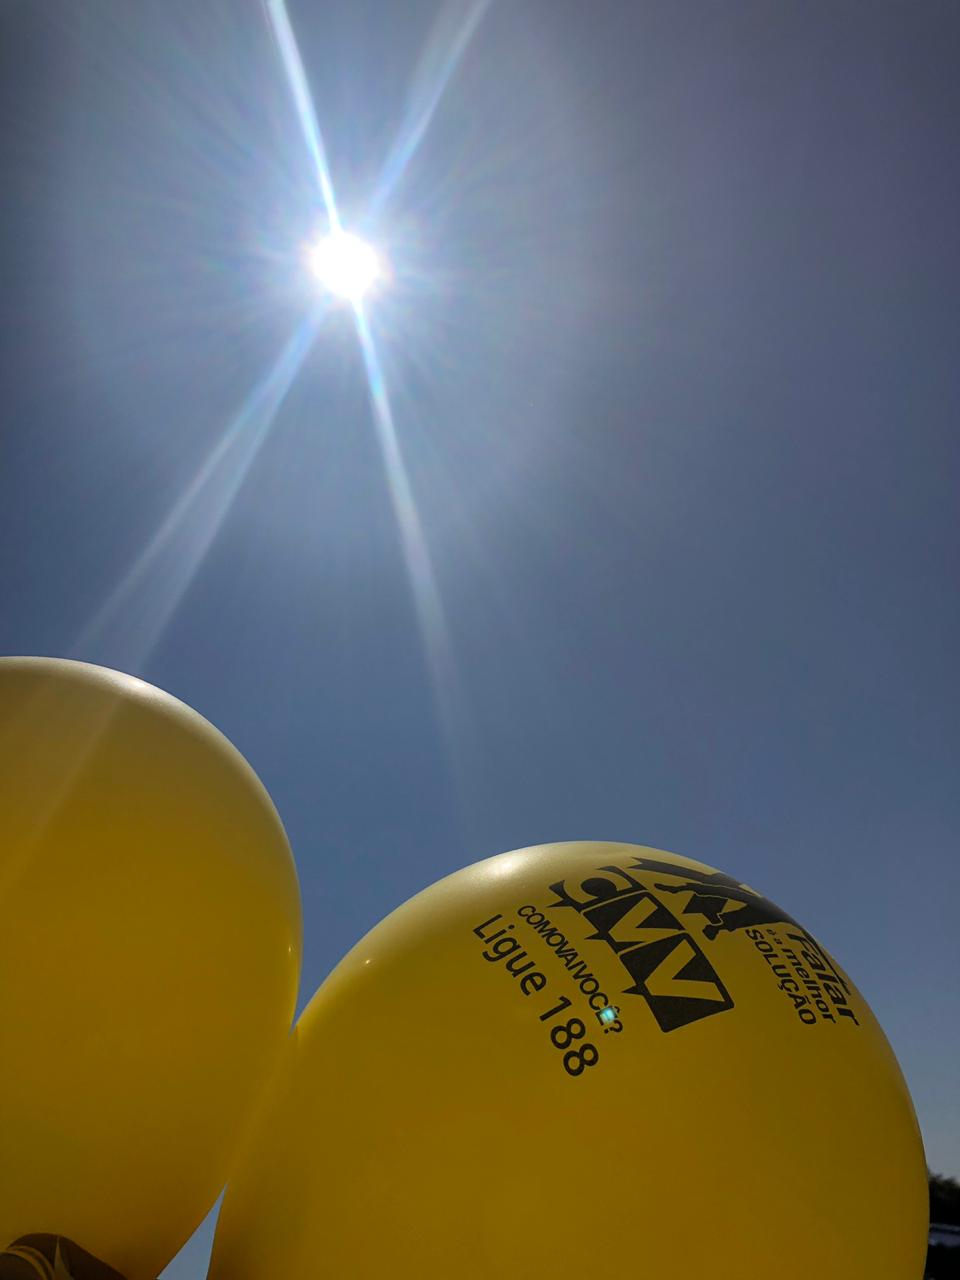 CVV
COMOVAIVOCÊ?
Ligue 188
Falar
é a melhor
SOLUÇÃO